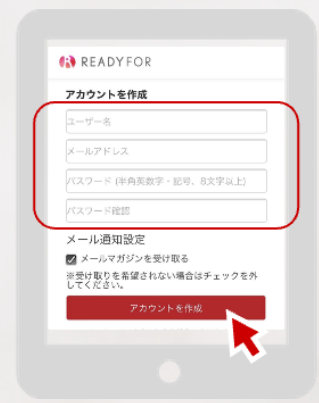 READYFOR
アカウントを作成
ユーザー名
メールアドレス
パスワード (半角英数字・記号、8文字以上)
パスワード確認
メール通知設定
メールマガジンを受け取る
※受け取りを希望されない場合はチェックを外
してください。
アカウントを作成